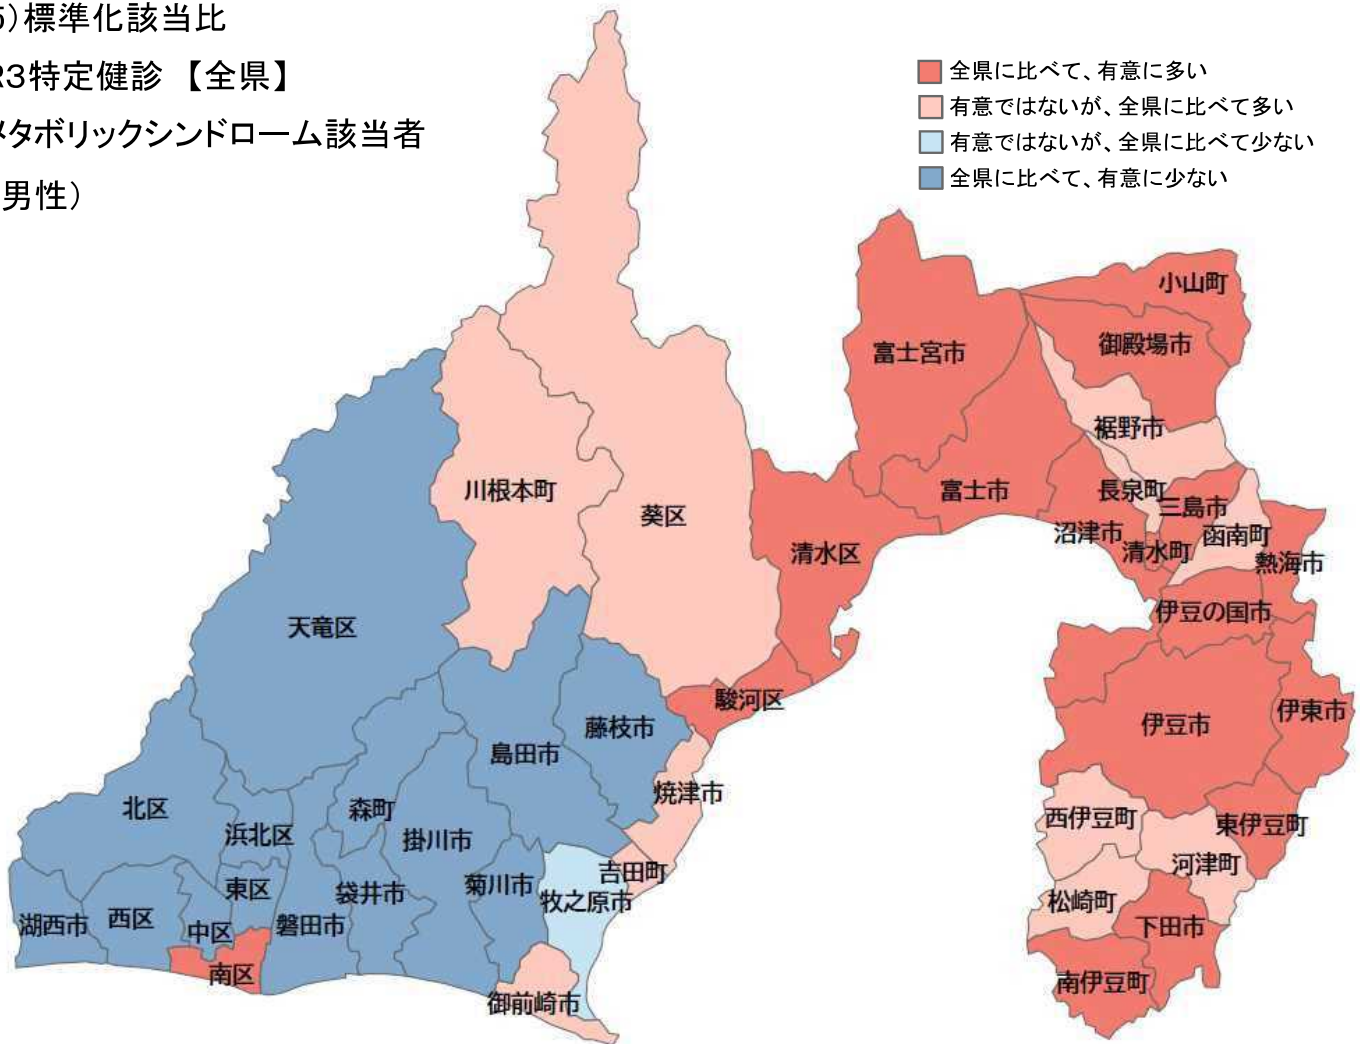 5)標準化該当比
R3特定健診 【全県】
メタボリックシンドローム該当者
男性)
全県に比べて、有意に多い
有意ではないが、全県に比べて多い
有意ではないが、全県に比べて少ない
全県に比べて、有意に少ない
小山町
御殿場市
富士宮市
裾野市
川根本町
富士市
長泉町
三島市
葵区
沼津市
函南町
清水区
清水町
熱海市
伊豆の国市
天竜区
駿河区
伊東市
伊豆市
藤枝市
島田市
焼津市
北区
森町
浜北区
掛川市
西伊豆町
東伊豆町
河津町
吉田町
東区
袋井市
菊川市
牧之原市
松崎町
湖西市
西区
中区
磐田市
下田市
南区
南伊豆町
御前崎市